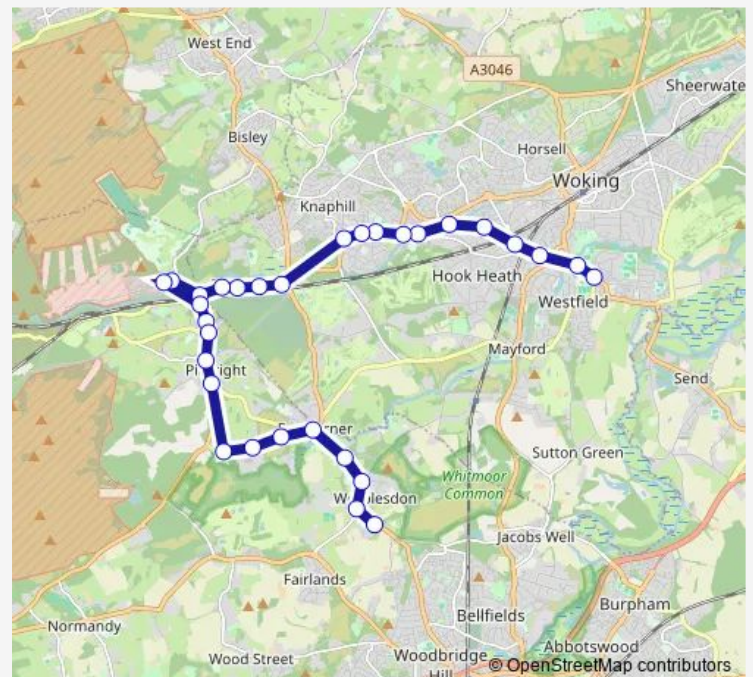 West End
A3046
Sheerwate
Bisley
Horsell
Woking
Knaphill
Hook Heath
Westfield
Mayford
Send
Sutton Green
Whitmoor
Common
Jacobs Well
Fairlands
Burpham
Bellfields
Normandy
Wood Street
Woodbridge
Hill
Abbotswood
© OpenStreetMap contributors